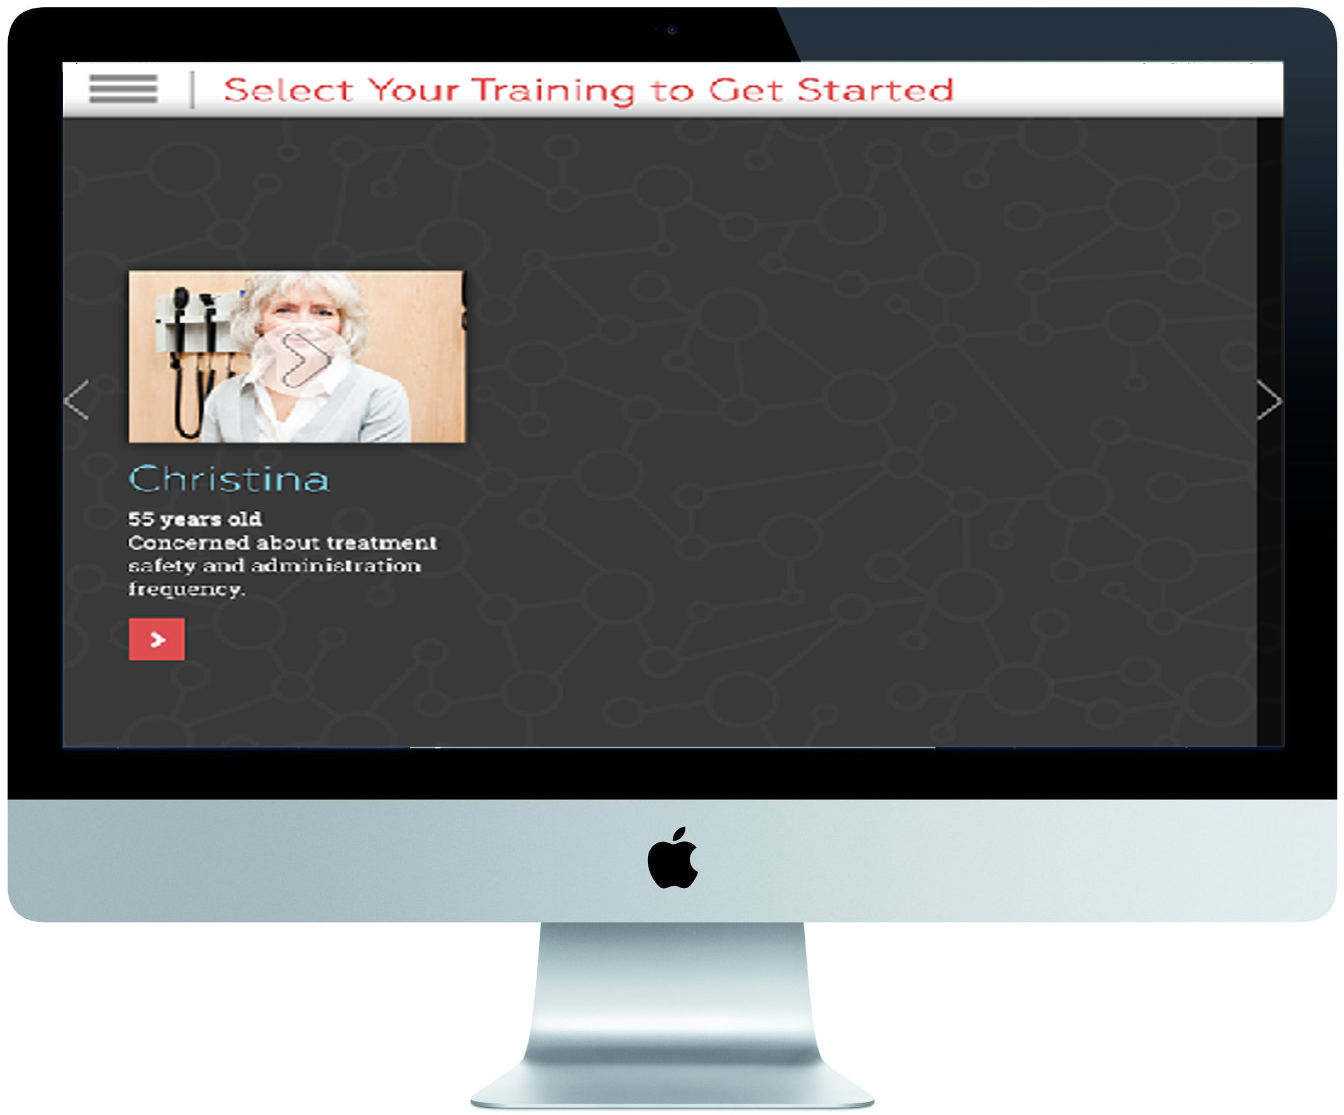 Select Your Training to Get Started
Christina
55 years old
Concerned about treatment
safety and administration
frequency.